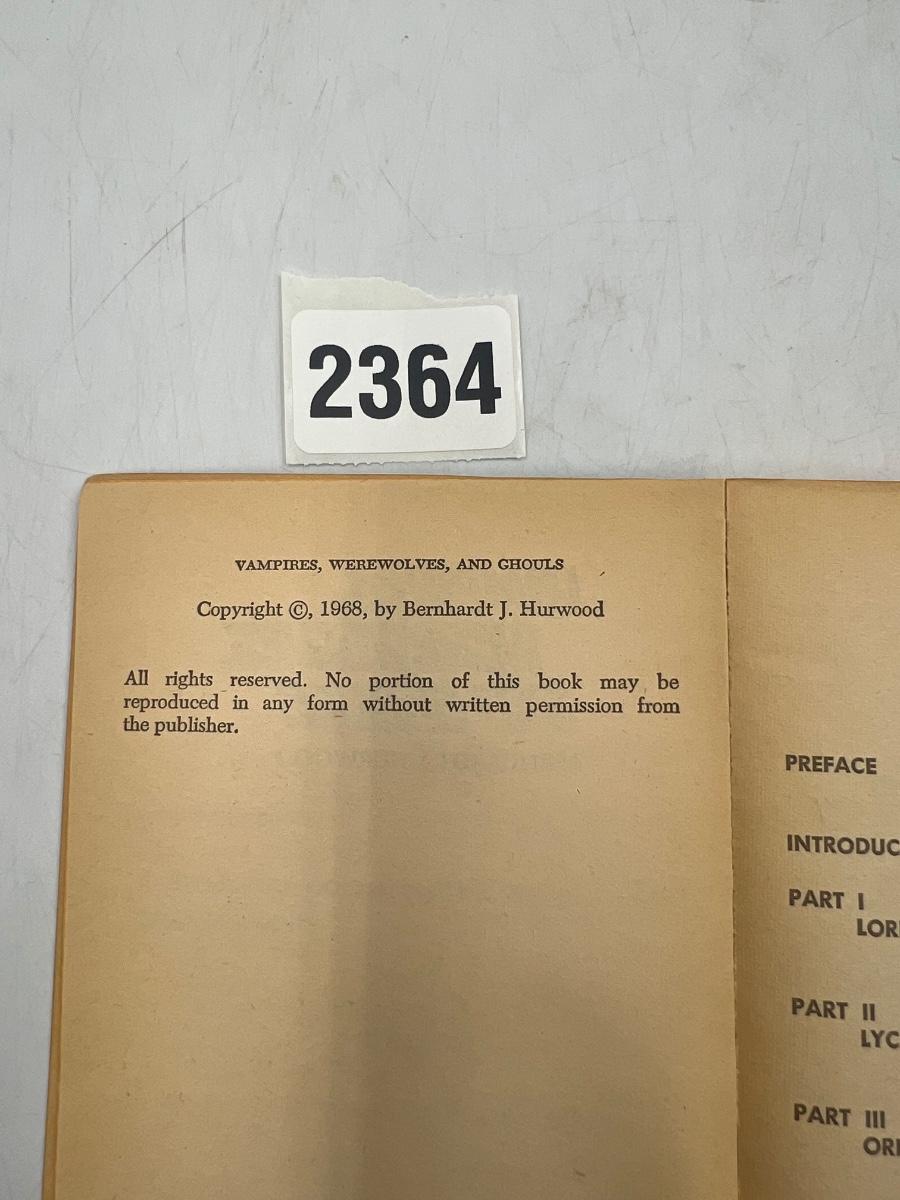 2364
VAMPIRES, WEREWOLVES, AND GHOULS
Copyright ©, 1968, by Bernhardt J. Hurwood
All rights reserved. No portion of this book may be
reproduced in any form without written permission from
the publisher.
PREFACE
PART I
PART II
PART III